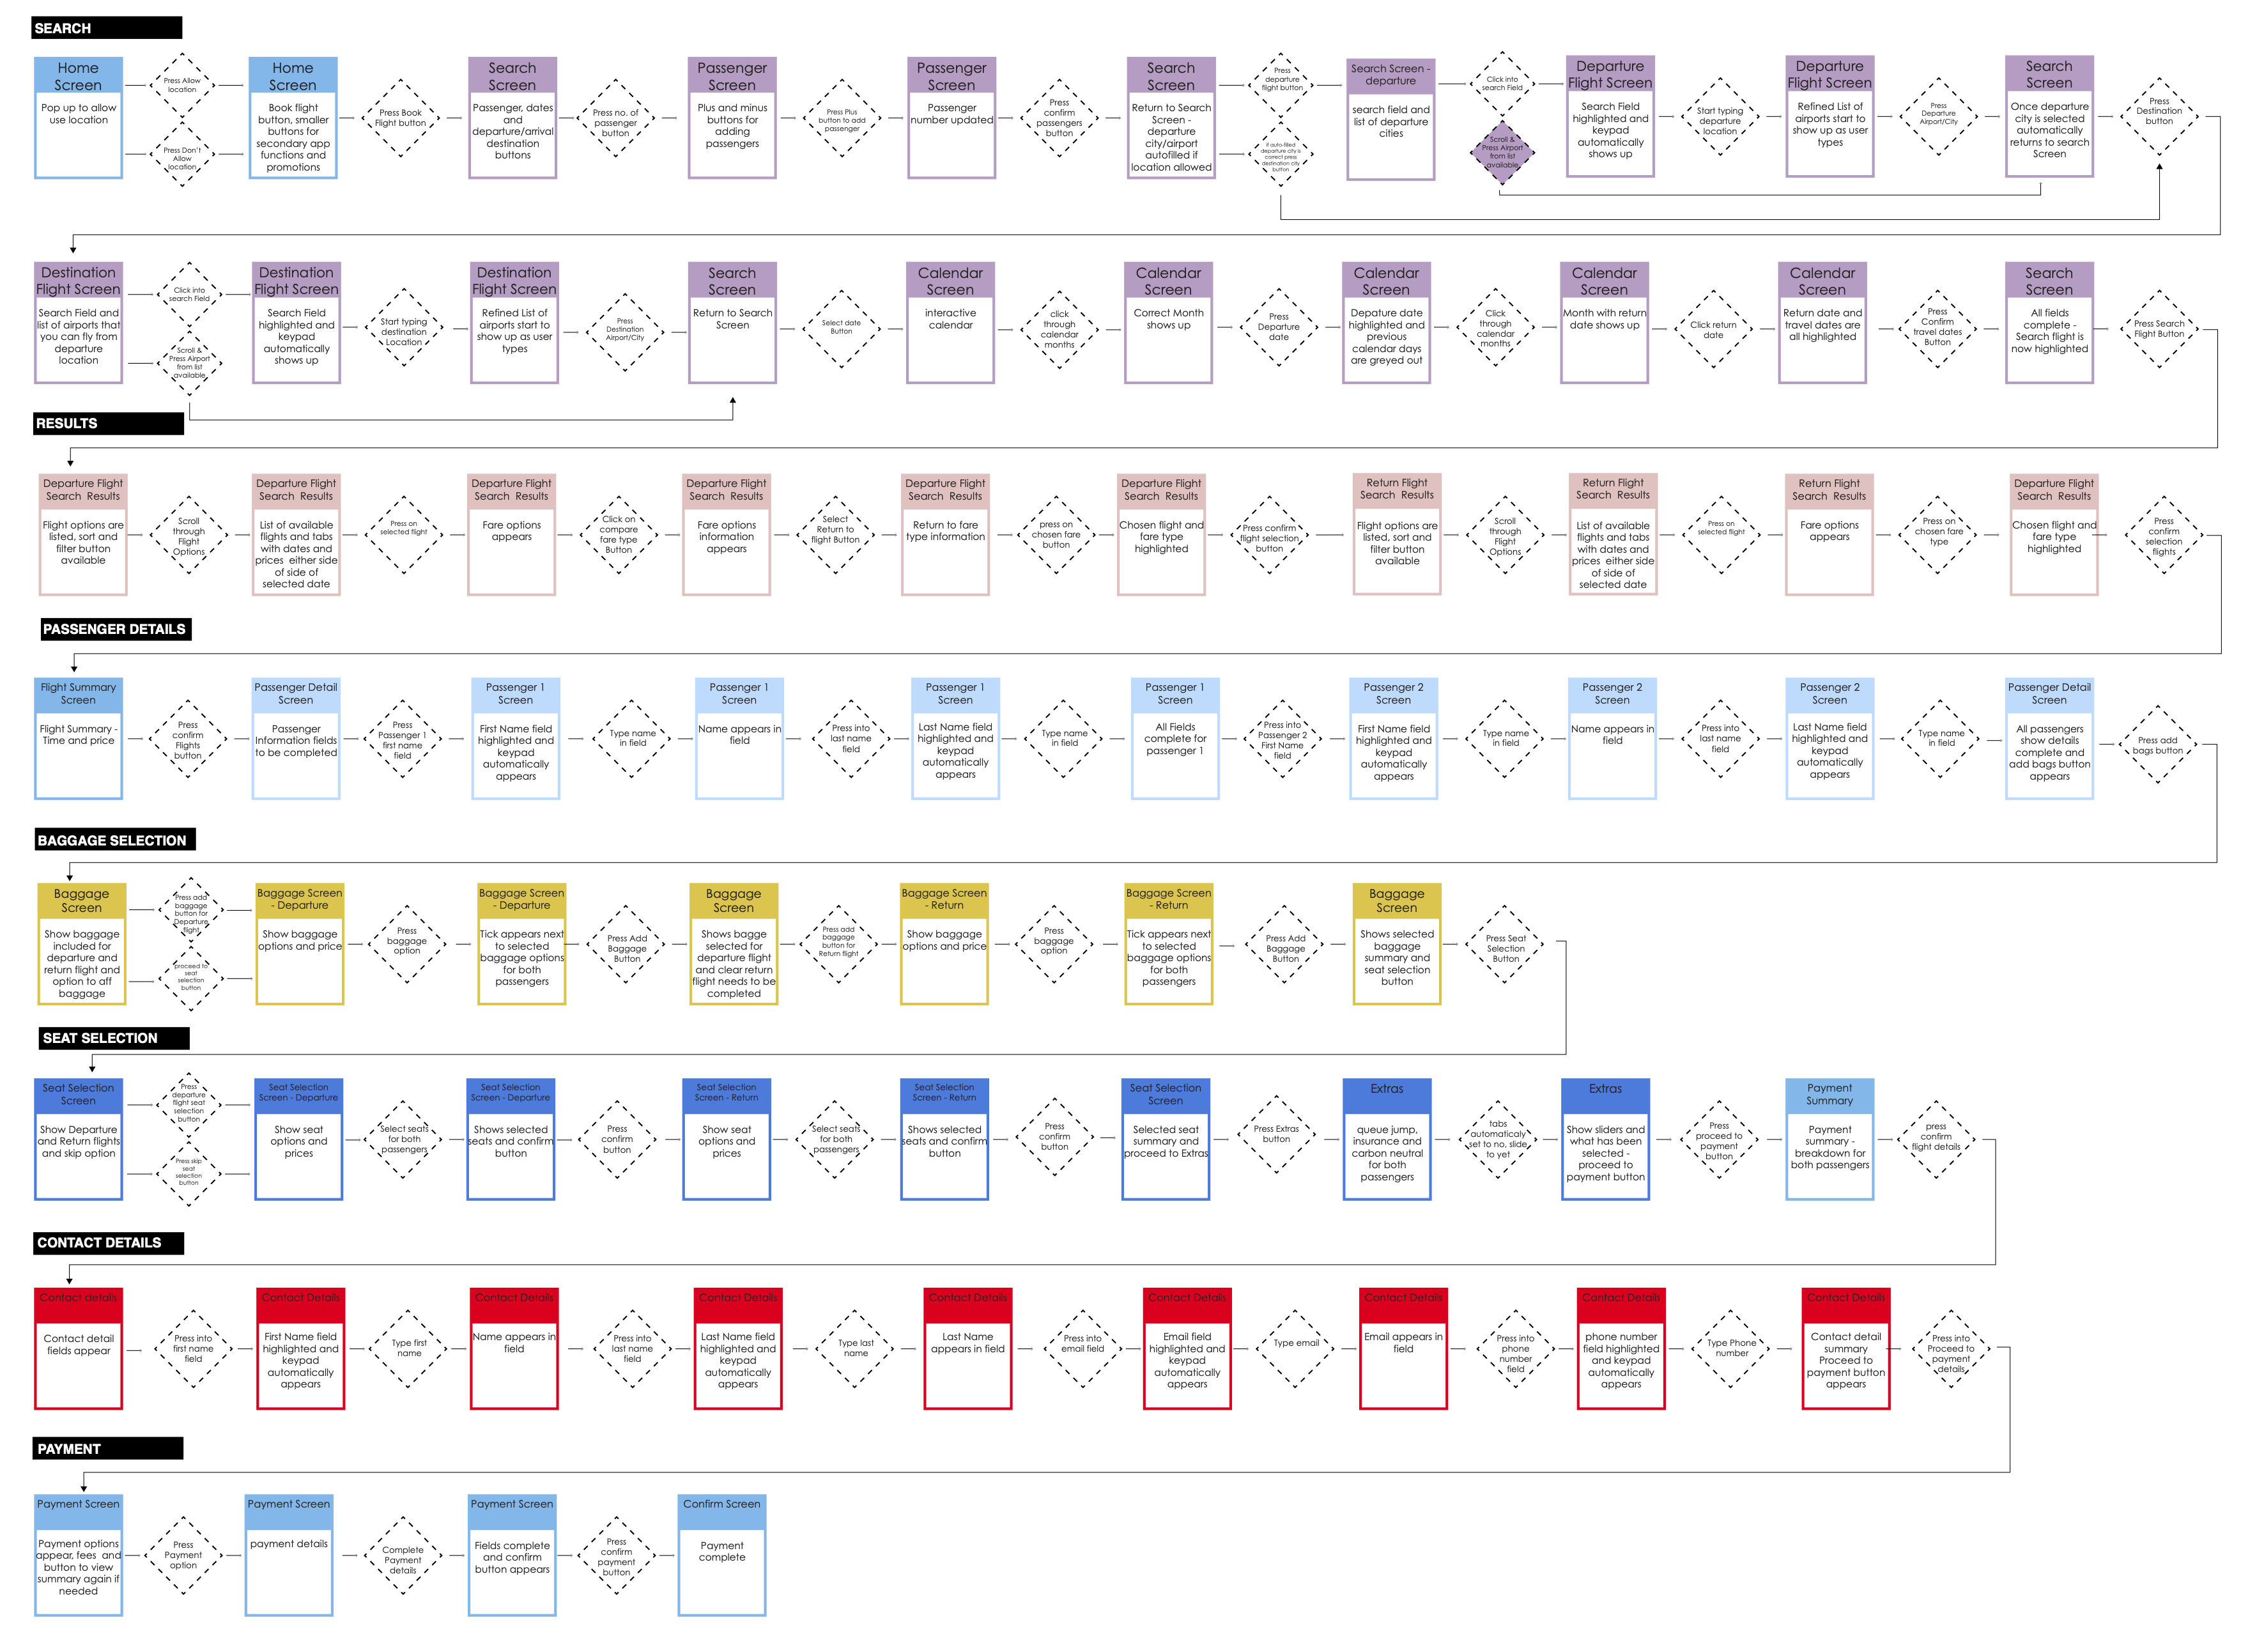 SEARCH
Home
Screen
Pop up to allow
use location
Press Allow
location
Press Don't
Allow
location
Home
Screen
Book flight
button, smaller
buttons for
secondary app
functions and
promotions
Press Book
Flight button
Search
Screen
Passenger, dates
and
departure/arrival
destination
buttons
Press no. of
passenger
button
Passenger
Screen
Plus and minus
buttons for
adding
passengers
Press Plus
button to add
passenger
Passenger
Screen
Passenger
number updated
Press
confirm
passengers
button
Search
Screen
Return to Search
Screen -
departure
city/airport
autofilled if
location allowed
Press
departure
flight button
if auto-filled
departure city is
correct press
destination city
button
Search Screen -
departure
search field and
list of departure
cities
Click into
search Field
Scroll &
Press Airport
from list
available
Departure
Flight Screen
Search Field
highlighted and
keypad
automatically
shows up
Start typing
departure
location
Departure
Flight Screen
Refined List of
airports start to
show up as user
types
Press
Departure
Airport/City
Search
Screen
Once departure
city is selected
automatically
returns to search
Screen
Press
Destination
button
Destination
Flight Screen
Search Field and
list of airports that
you can fly from
departure
location
Click into
search Field
Scroll &
Press Airport
from list
available
Destination
Flight Screen
Search Field
highlighted and
keypad
automatically
shows up
Start typing
destination
Location
Destination
Flight Screen
Refined List of
airports start to
show up as user
types
Press
Destination
Airport/City
Search
Screen
Return to Search
Screen
Select date
Button
Calendar
Screen
interactive
calendar
click
through
calendar
months
Calendar
Screen
Correct Month
shows up
Press
Departure
date
Calendar
Screen
Depature date
highlighted and
previous
calendar days
are greyed out
Click
through
calendar
months
Calendar
Screen
Month with return
date shows up
Click return
date
Calendar
Screen
Return date and
travel dates are
all highlighted
Press
Confirm
travel dates
Button
Search
Screen
All fields
complete -
Search flight is
now highlighted
Press Search
Flight Button
RESULTS
Departure Flight
Search Results
Flight options are
listed, sort and
filter button
available
Scroll
through
Flight
Options
Departure Flight
Search Results
List of available
flights and tabs
with dates and
prices either side
of side of
selected date
Press on
selected flight
Departure Flight
Search Results
Fare options
appears
Click on
compare
fare type
Button
Departure Flight
Search Results
Fare options
information
appears
Select
Return to
flight Button
Departure Flight
Search Results
Return to fare
type information
press on
chosen fare
button
Departure Flight
Search Results
Chosen flight and
fare type
highlighted
Press confirm
flight selection
button
Return Flight
Search Results
Flight options are
listed, sort and
filter button
available
Scroll
through
Flight
Options
Return Flight
Search Results
List of available
flights and tabs
with dates and
prices either side
of side of
selected date
Press on
selected flight
Return Flight
Search Results
Fare options
appears
Press on
chosen fare
type
Departure Flight
Search Results
Chosen flight and
fare type
highlighted
Press
confirm
selection
flights
PASSENGER DETAILS
Flight Summary
Screen
Flight Summary -
Time and price
Press
confirm
Flights
button
Passenger Detail
Screen
Passenger
Information fields
to be completed
Press
Passenger 1
first name
field
Passenger 1
Screen
First Name field
highlighted and
keypad
automatically
appears
Type name
in field
Passenger 1
Screen
Name appears in
field
Press into
last name
field
Passenger 1
Screen
Last Name field
highlighted and
keypad
automatically
appears
Type name
in field
Passenger 1
Screen
All Fields
complete for
passenger 1
Press into
Passenger 2
First Name
field
Passenger 2
Screen
First Name field
highlighted and
keypad
automatically
appears
Type name
in field
Passenger 2
Screen
Name appears in
field
Press into
last name
field
Passenger 2
Screen
Last Name field
highlighted and
keypad
automatically
appears
Type name
in field
Passenger Detail
Screen
All passengers
show details
complete and
add bags button
appears
Press add
bags button
BAGGAGE SELECTION
Baggage
Screen
Show baggage
included for
departure and
return flight and
option to aff
baggage
Press add
baggage
button for
Departure
flight
proceed to
seat
selection
button
Baggage Screen
- Departure
Show baggage
options and price
Press
baggage
option
Baggage Screen
- Departure
Tick appears next
to selected
baggage options
for both
passengers
Press Add
Baggage
Button
Baggage
Screen
Shows bagge
selected for
departure flight
and clear return
flight needs to be
completed
Press add
baggage
button for
Return flight
Baggage Screen
- Return
Show baggage
options and price
Press
baggage
option
Baggage Screen
- Return
Tick appears next
to selected
baggage options
for both
passengers
Press Add
Baggage
Button
Baggage
Screen
Shows selected
baggage
summary and
seat selection
button
Press Seat
Selection
Button
SEAT SELECTION
Seat Selection
Screen
Show Departure
and Return flights
and skip option
Press
departure
flight seat
selection
button
Press skip
seat
selection
button
Seat Selection
Screen - Departure
Show seat
options and
prices
Select seats
for both
passengers
Seat Selection
Screen - Departure
Shows selected
seats and confirm
button
Press
confirm
button
Seat Selection
Screen - Return
Show seat
options and
prices
Select seats
for both
passengers
Seat Selection
Screen - Return
Shows selected
seats and confirm
button
Press
confirm
button
Seat Selection
Screen
Selected seat
summary and
proceed to Extras
Press Extras
button
Extras
queue jump,
insurance and
carbon neutral
for both
passengers
tabs
automaticaly
set to no, slide
to yet
Extras
Show sliders and
what has been
selected -
proceed to
payment button
Press
proceed to
payment
button
Payment
Summary
Payment
summary -
breakdown for
both passengers
press
confirm
flight details
CONTACT DETAILS
Contact details
Contact detail
fields appear
Press into
first name
field
Contact Details
First Name field
highlighted and
keypad
automatically
appears
Type first
name
Contact Details
Name appears in
field
Press into
last name
field
Contact Details
Last Name field
highlighted and
keypad
automatically
appears
Type last
name
Contact Details
Last Name
appears in field
Press into
email field
Contact Details
Email field
highlighted and
keypad
automatically
appears
Type email
Contact Details
Email appears in
field
Press into
phone
number
field
Contact Details
phone number
field highlighted
and keypad
automatically
appears
Type Phone
number
Contact Details
Contact detail
summary
Proceed to
payment button
appears
Press into
Proceed to
payment
details
PAYMENT
Payment Screen
Payment options
appear, fees and
button to view
summary again if
needed
Press
Payment
option
Payment Screen
payment details
Complete
Payment
details
Payment Screen
Fields complete
and confirm
button appears
Press
confirm
payment
button
Confirm Screen
Payment
complete